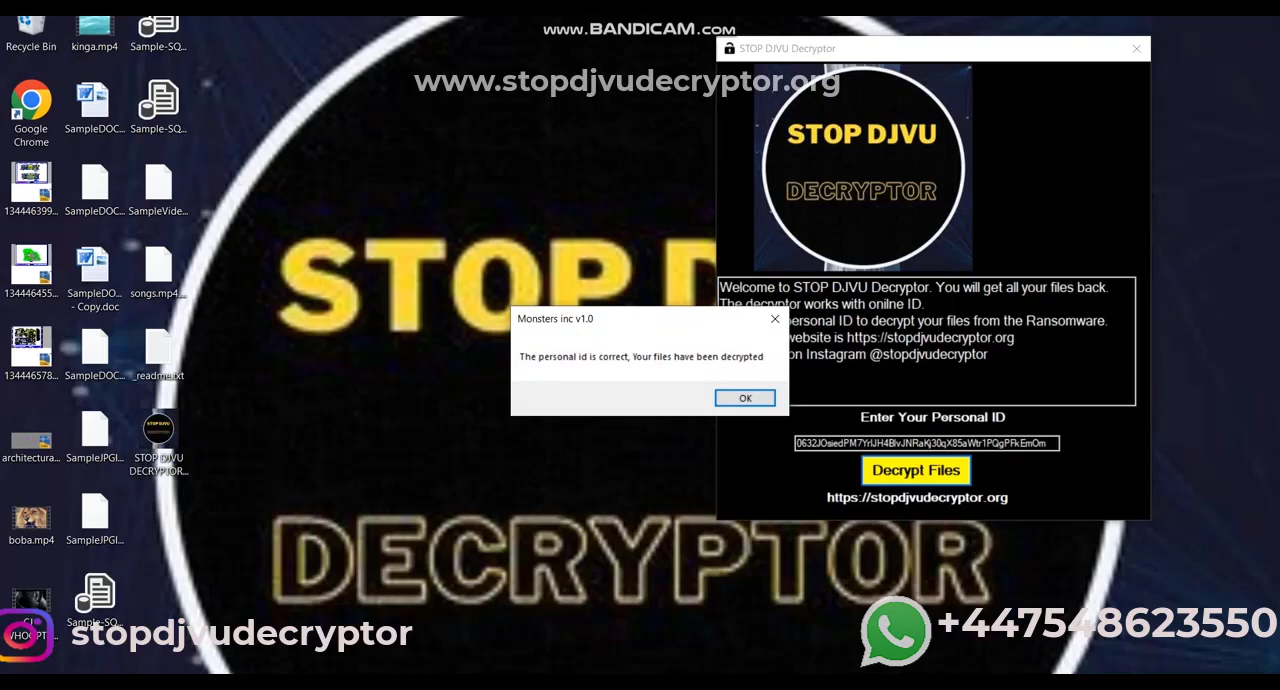 www.BANDICAM.com
www.stopdjvudecryptor.org
Recycle Bin
kinga.mp4
Sample-SQ...
Google
Chrome
SampleDOC...
Sample-SQ...
134446399...
SampleDOC...
SampleVide...
134446455...
SampleDO...
- Copy.doc
songs.mp4...
134446578...
SampleDOC...
_readme.txt
architectura...
SampleJPGI...
STOP DJVU
DECRYPTOR...
boba.mp4
SampleJPGI...
Sample-SQ...
STOP D
DECRYPTOR
STOP DJVU Decryptor
STOP DJVU
DECRYPTOR
Welcome to STOP DJVU Decryptor. You will get all your files back.
The decryptor works with onilne ID.
personal ID to decrypt your files from the Ransomware.
website is https://stopdjvudecryptor.org
on Instagram @stopdjvudecryptor
Enter Your Personal ID
Decrypt Files
https://stopdjvudecryptor.org
Monsters inc v1.0
The personal id is correct, Your files have been decrypted
OK
stopdjvudecryptor
+447548623550